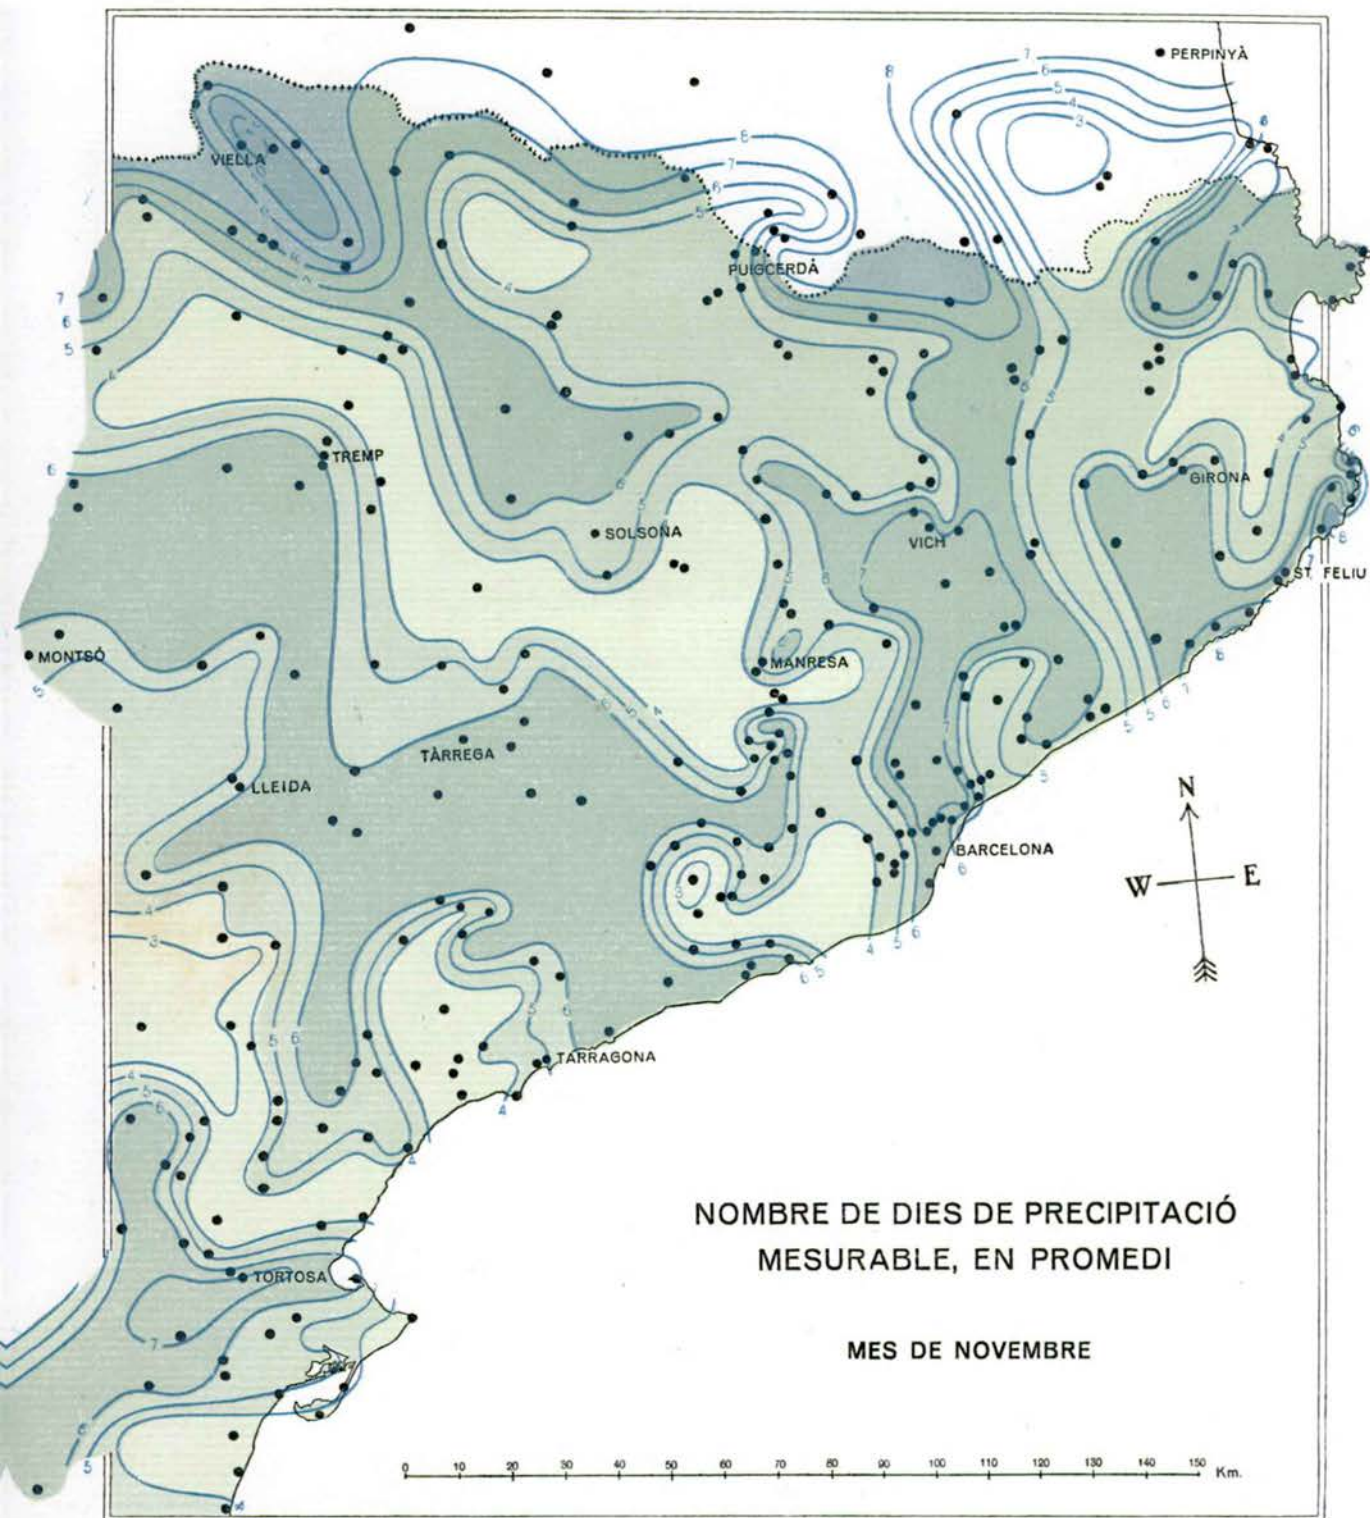 PERPINYÀ
VIELLA
PUIGCERDÀ
TREMP
GIRONA
SOLSONA
VICH
ST. FELIU
MONTSÓ
MANRESA
TÀRREGA
LLEIDA
N
W E
BARCELONA
TARRAGONA
TORTOSA
NOMBRE DE DIES DE PRECIPITACIÓ
MESURABLE, EN PROMEDI
MES DE NOVEMBRE
0 10 20 30 40 50 60 70 80 90 100 110 120 130 140 150 Km.